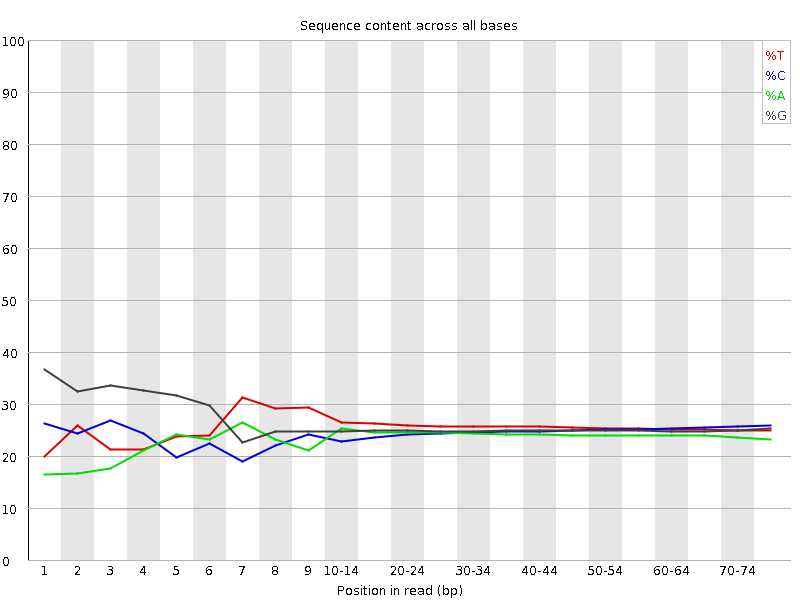 Sequence content across all bases
100
90
80
70
60
50
40
30
20
10
0
%T
%C
%A
%G
1 2 3 4 5 6 7 8 9 10-14 20-24 30-34 40-44 50-54 60-64 70-74
Position in read (bp)